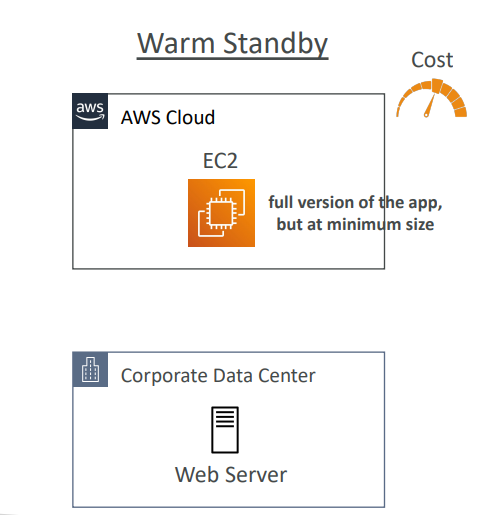 Warm Standby
Cost
aws
AWS Cloud
EC2
full version of the app,
but at minimum size
Corporate Data Center
Web Server